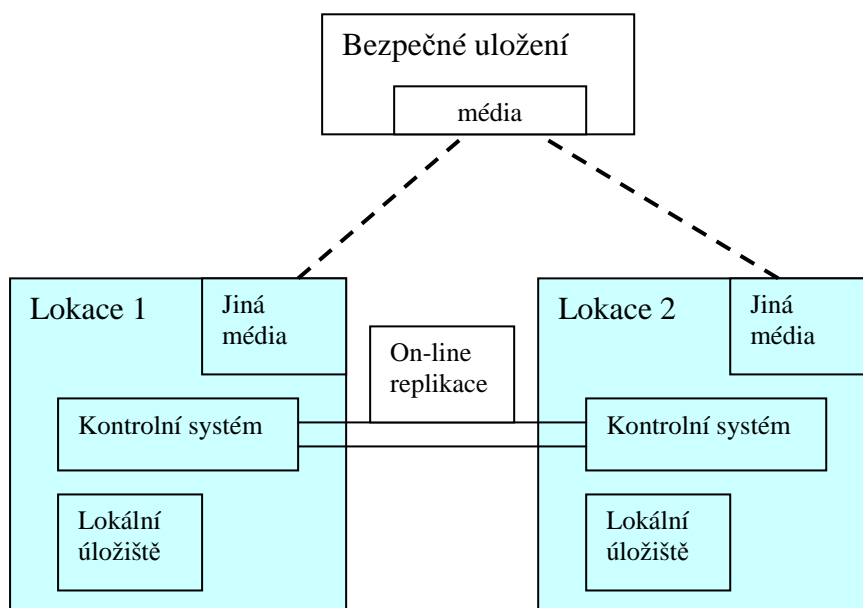 Bezpečné uložení
média
Lokace 1
Jiná
média
Lokace 2
Jiná
média
On-line
replikace
Kontrolní systém
Kontrolní systém
Lokální
úložiště
Lokální
úložiště